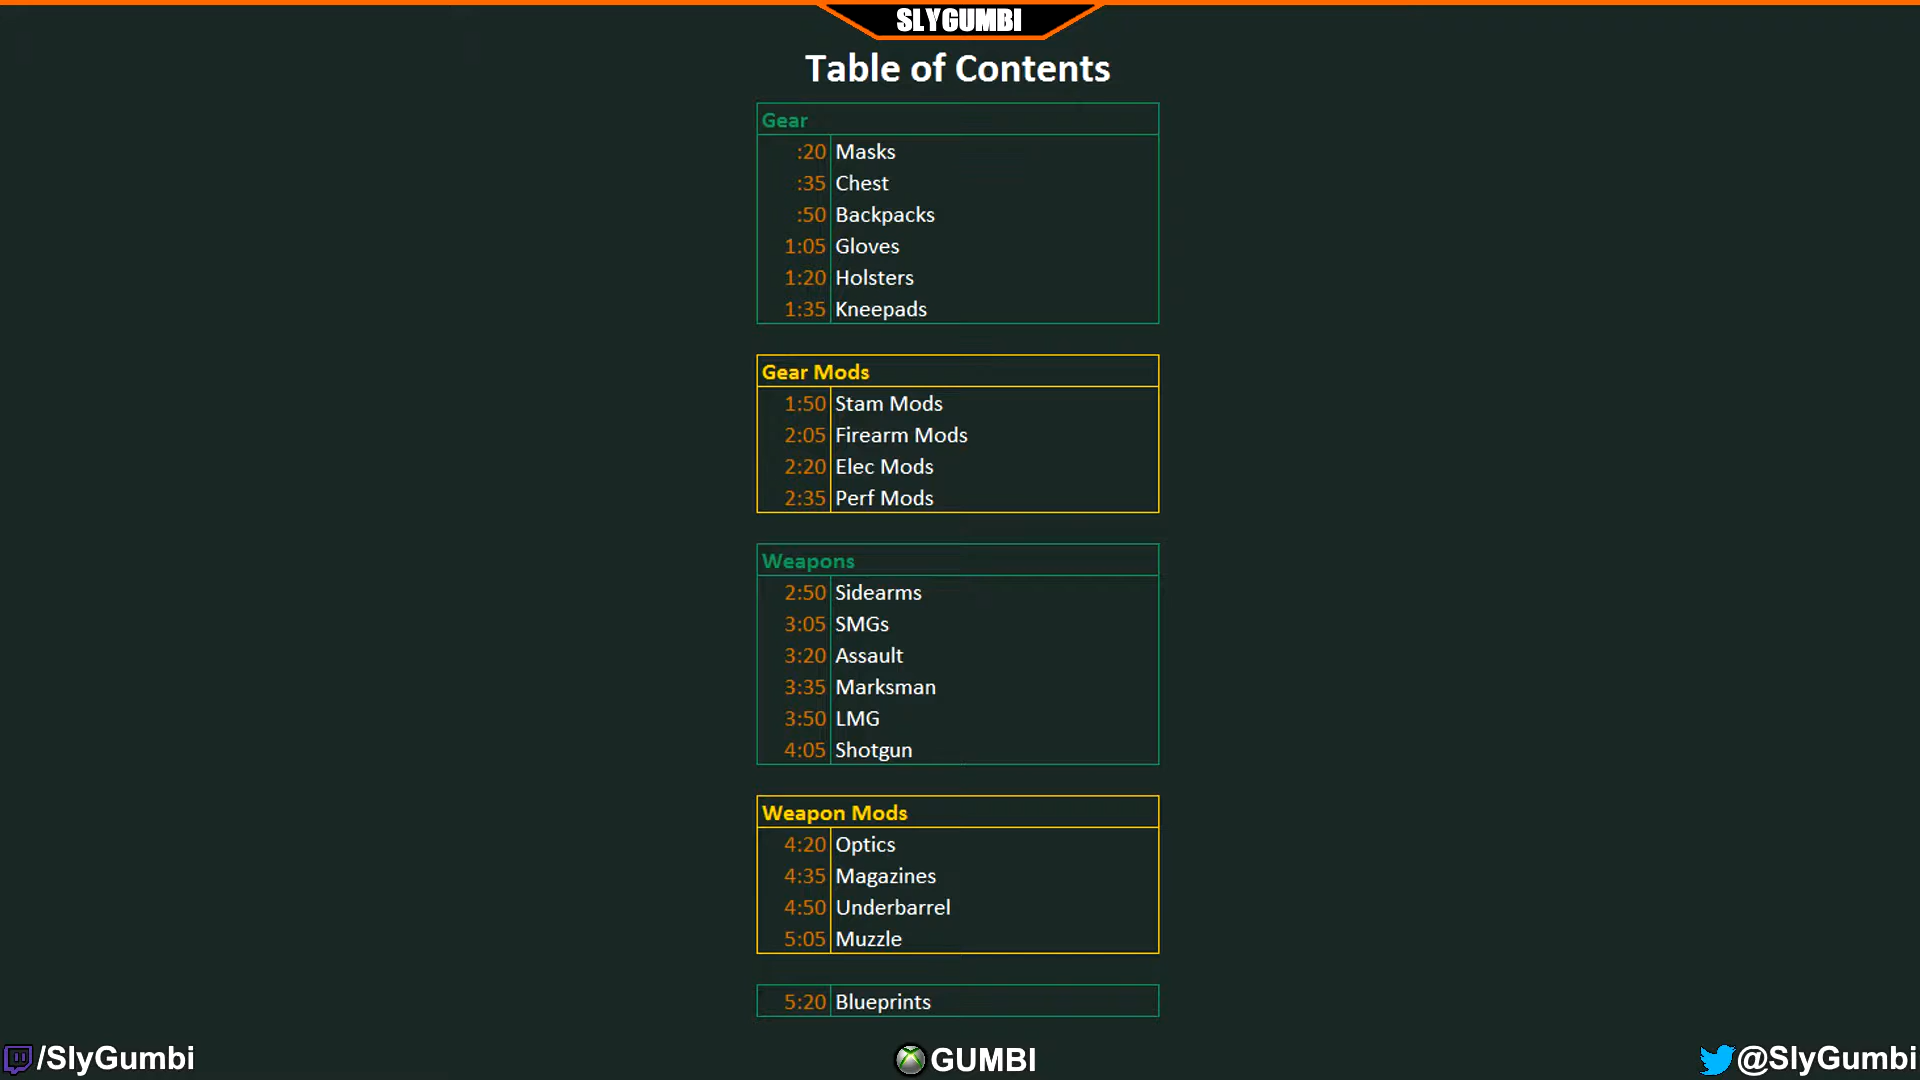 SLYGUMBI
Table of Contents
Gear
:20 Masks
:35 Chest
:50 Backpacks
1:05 Gloves
1:20 Holsters
1:35 Kneepads
Gear Mods
1:50 Stam Mods
2:05 Firearm Mods
2:20 Elec Mods
2:35 Perf Mods
Weapons
2:50 Sidearms
3:05 SMGs
3:20 Assault
3:35 Marksman
3:50 LMG
4:05 Shotgun
Weapon Mods
4:20 Optics
4:35 Magazines
4:50 Underbarrel
5:05 Muzzle
5:20 Blueprints
/SlyGumbi
GUMBI
@SlyGumbi